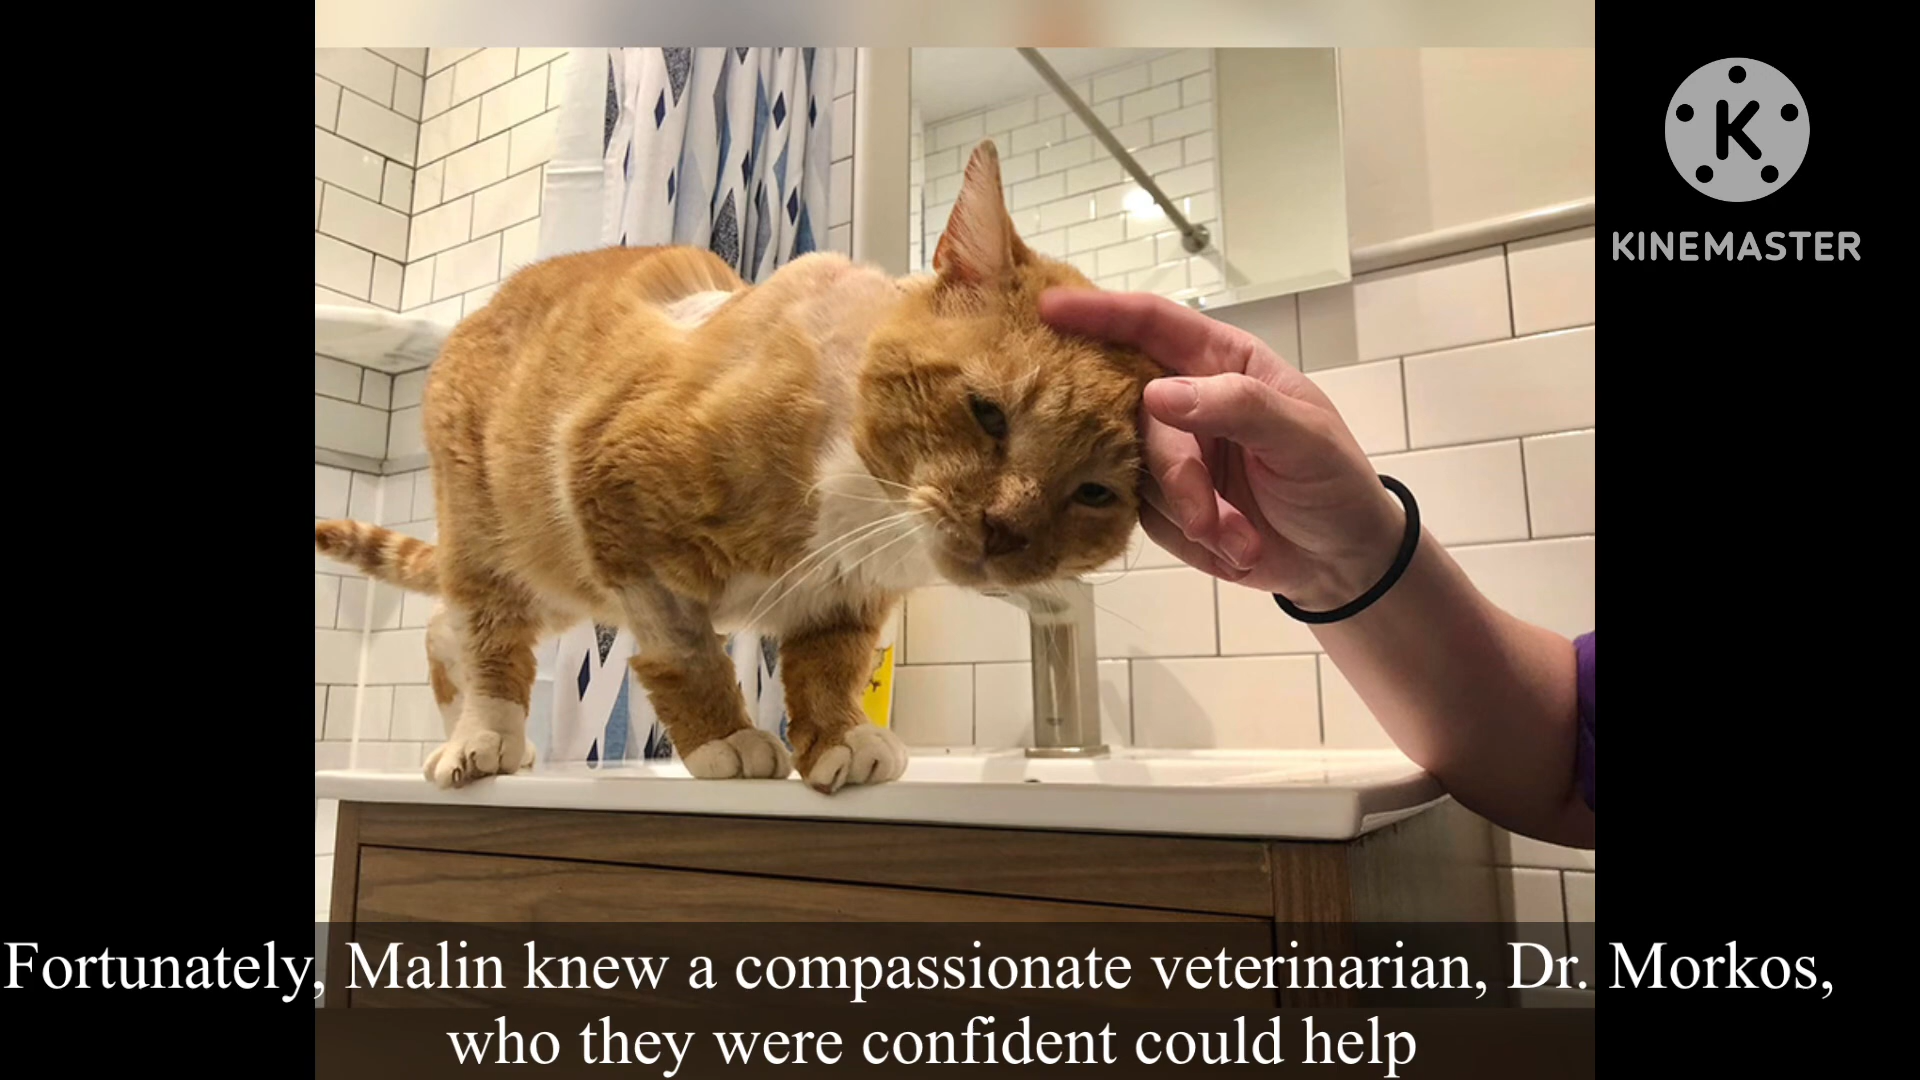 K
KINEMASTER
Fortunately, Malin knew a compassionate veterinarian, Dr. Morkos,
who they were confident could help